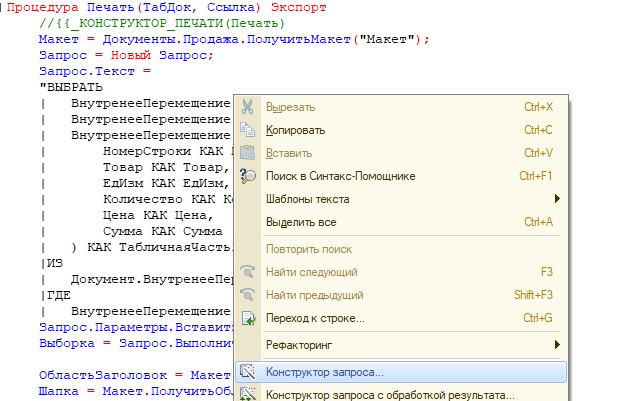 Процедура Печать(ТабДок, Ссылка) Экспорт
//{{_КОНСТРУКТОР_ПЕЧАТИ(Печать)
Макет = Документы.Продажа.ПолучитьМакет("Макет");
Запрос = Новый Запрос;
Запрос.Текст =
"ВЫБРАТЬ
| ВнутренееПеремещение
| ВнутренееПеремещение
| ВнутренееПеремещение
| НомерСтроки КАК
| Товар КАК Товар,
| ЕдИзм КАК ЕдИзм,
| Количество КАК
| Цена КАК Цена,
| Сумма КАК Сумма
| ) КАК ТабличнаяЧасть
|ИЗ
| Документ.ВнутренееПер
|ГДЕ
| ВнутренееПеремещение
Запрос.Параметры.Вставит
Выборка = Запрос.Выполни
ОбластьЗаголовок = Макет
Шапка = Макет.ПолучитьОбл
Вырезать Ctrl+X
Копировать Ctrl+C
Вставить Ctrl+V
Поиск в Синтакс-Помощнике Ctrl+F1
Шаблоны текста
Выделить все Ctrl+A
Повторить поиск
Найти следующий F3
Найти предыдущий Shift+F3
Переход к строке... Ctrl+G
Рефакторинг
Конструктор запроса...
Конструктор запроса с обработкой результата...